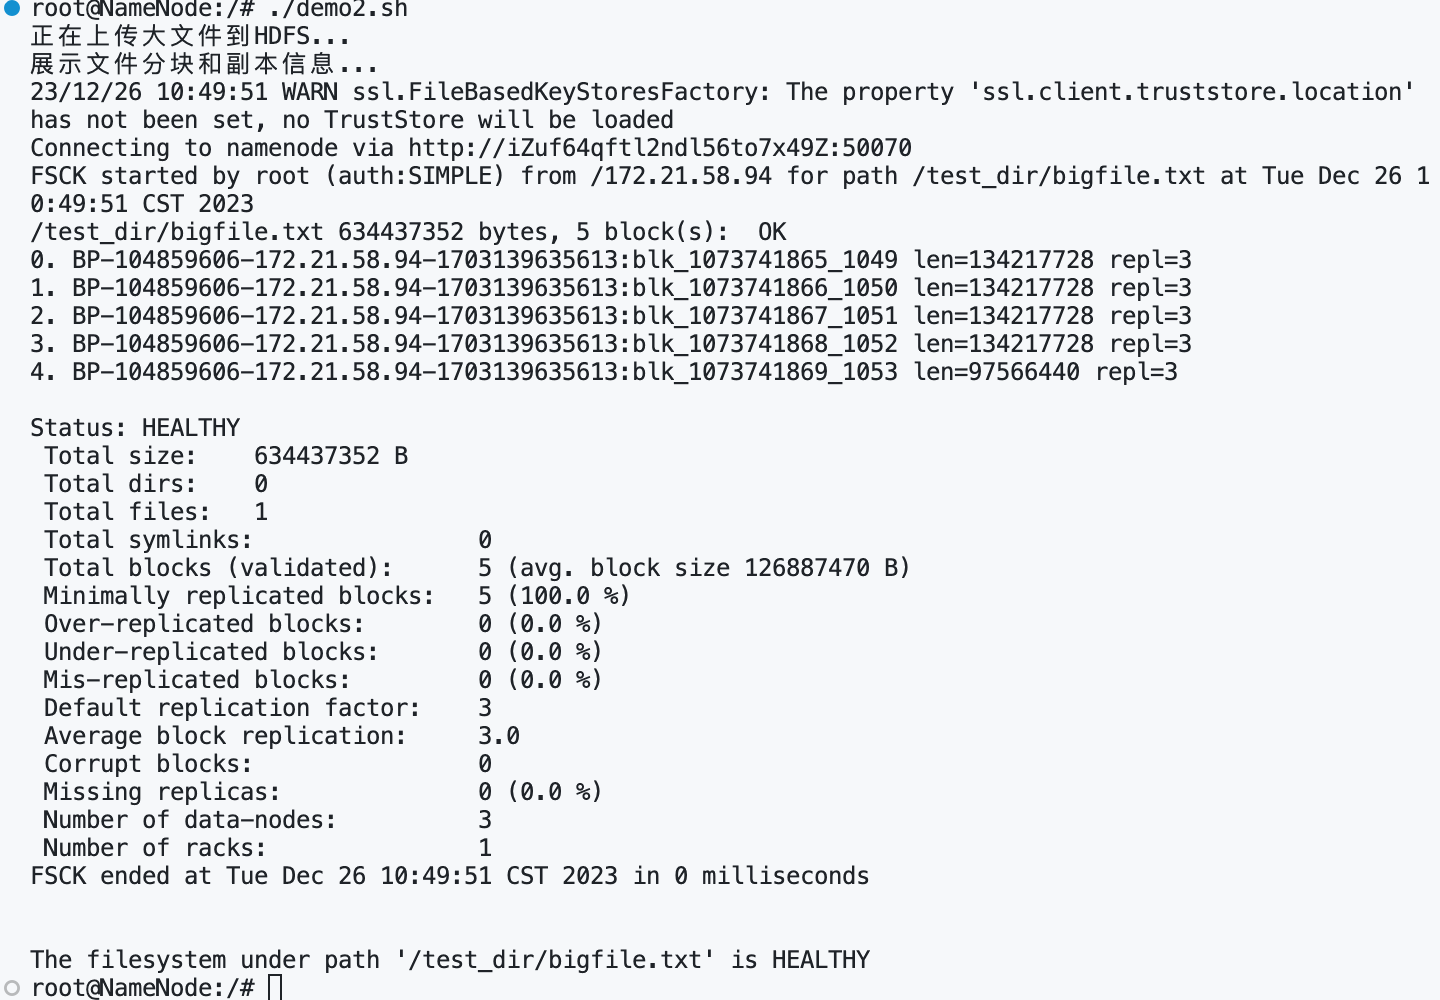 root@NameNode:/# ./demo2.sh
正在上传大文件到HDFS...
展示文件分块和副本信息...
23/12/26 10:49:51 WARN ssl.FileBasedKeyStoresFactory: The property 'ssl.client.truststore.location'
has not been set, no TrustStore will be loaded
Connecting to namenode via http://iZuf64qftl2ndl56to7x49Z:50070
FSCK started by root (auth:SIMPLE) from /172.21.58.94 for path /test_dir/bigfile.txt at Tue Dec 26 1
0:49:51 CST 2023
/test_dir/bigfile.txt 634437352 bytes, 5 block(s):  OK
0. BP-104859606-172.21.58.94-1703139635613:blk_1073741865_1049 len=134217728 repl=3
1. BP-104859606-172.21.58.94-1703139635613:blk_1073741866_1050 len=134217728 repl=3
2. BP-104859606-172.21.58.94-1703139635613:blk_1073741867_1051 len=134217728 repl=3
3. BP-104859606-172.21.58.94-1703139635613:blk_1073741868_1052 len=134217728 repl=3
4. BP-104859606-172.21.58.94-1703139635613:blk_1073741869_1053 len=97566440 repl=3
Status: HEALTHY
Total size:    634437352 B
Total dirs:    0
Total files:   1
Total symlinks:                0
Total blocks (validated):      5 (avg. block size 126887470 B)
Minimally replicated blocks:   5 (100.0 %)
Over-replicated blocks:        0 (0.0 %)
Under-replicated blocks:       0 (0.0 %)
Mis-replicated blocks:         0 (0.0 %)
Default replication factor:    3
Average block replication:     3.0
Corrupt blocks:                0
Missing replicas:              0 (0.0 %)
Number of data-nodes:          3
Number of racks:               1
FSCK ended at Tue Dec 26 10:49:51 CST 2023 in 0 milliseconds
The filesystem under path '/test_dir/bigfile.txt' is HEALTHY
root@NameNode:/#